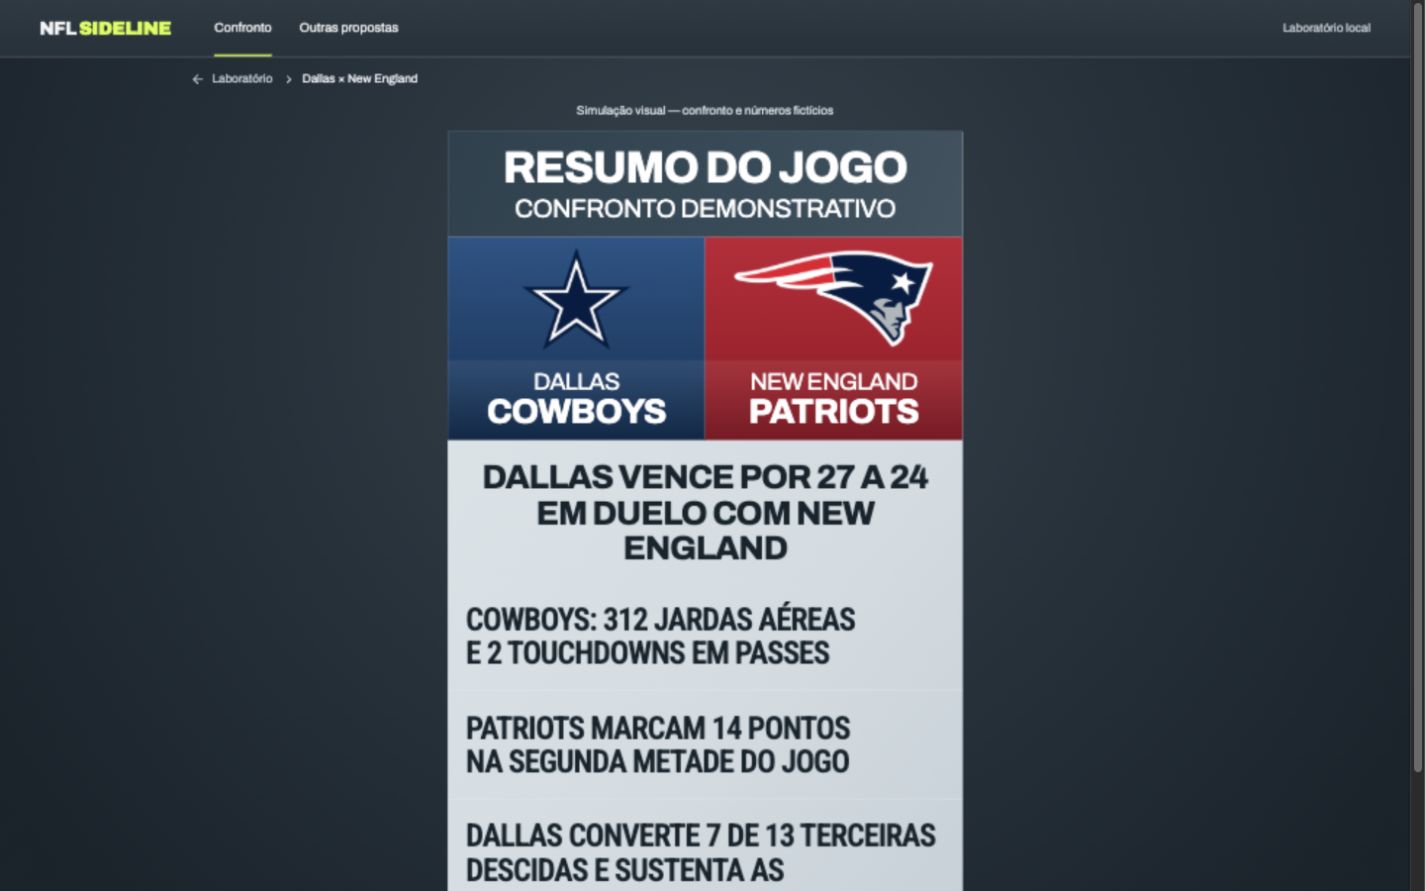 NFL SIDELINE
Confronto
Outras propostas
Laboratório local
← Laboratório > Dallas × New England
Simulação visual — confronto e números fictícios
RESUMO DO JOGO
CONFRONTO DEMONSTRATIVO
DALLAS
COWBOYS
NEW ENGLAND
PATRIOTS
DALLAS VENCE POR 27 A 24
EM DUELO COM NEW
ENGLAND
COWBOYS: 312 JARDAS AÉREAS
E 2 TOUCHDOWNS EM PASSES
PATRIOTS MARCAM 14 PONTOS
NA SEGUNDA METADE DO JOGO
DALLAS CONVERTE 7 DE 13 TERCEIRAS
DESCIDAS E SUSTENTA AS